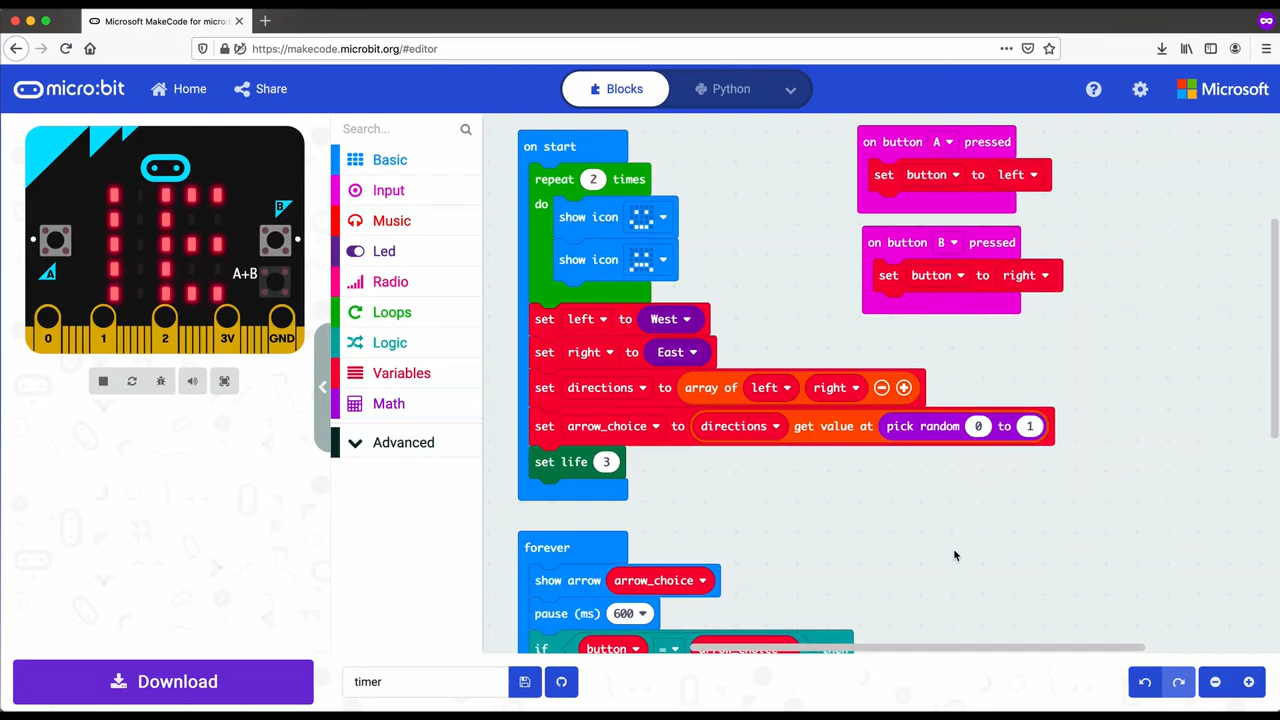 Microsoft MakeCode for micro:
https://makecode.microbit.org/#editor
micro:bit
Home
Share
Blocks
Python
Microsoft
B
A
A+B
0 1 2 3V GND
Search...
Basic
Input
Music
Led
Radio
Loops
Logic
Variables
Math
Advanced
on start
repeat 2 times
do
show icon
show icon
set left to West
set right to East
set directions to array of left right
set arrow_choice to directions get value at pick random 0 to 1
set life 3
on button A pressed
set button to left
on button B pressed
set button to right
forever
show arrow arrow_choice
pause (ms) 600
if button = arrow_choice then
Download
timer